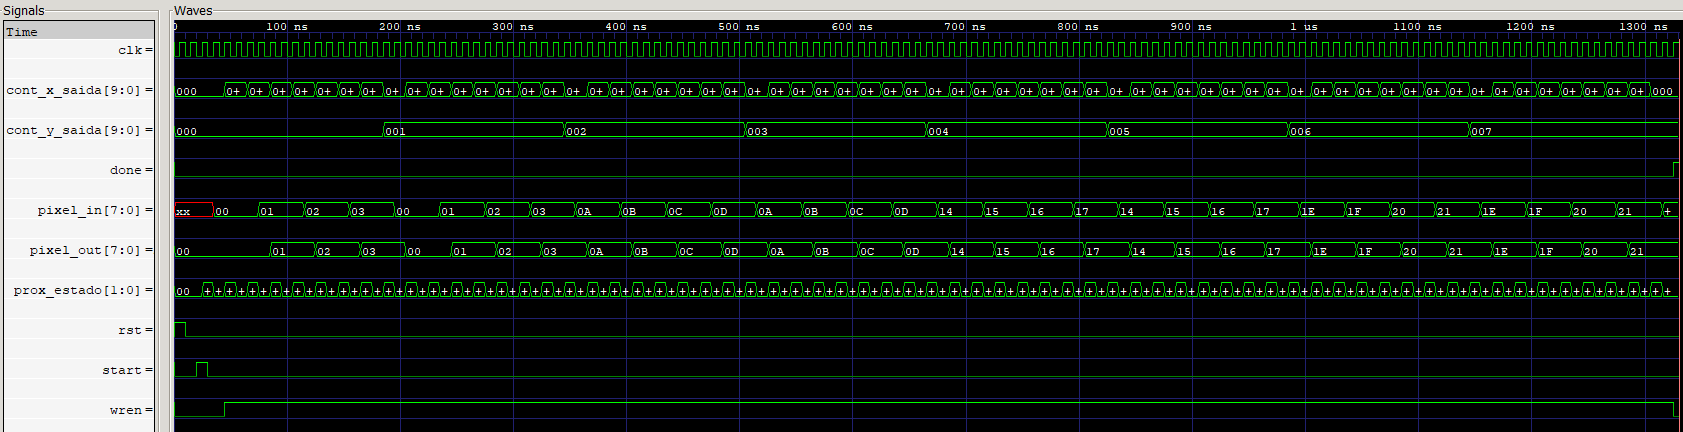 Signals
Waves
Time
0 100 ns 200 ns 300 ns 400 ns 500 ns 600 ns 700 ns 800 ns 900 ns 1 us 1100 ns 1200 ns 1300 ns
clk =
cont_x_saida[9:0] = 000 0+ 0+ 0+ 0+ 0+ 0+ 0+ 0+ 0+ 0+ 0+ 0+ 0+ 0+ 0+ 0+ 0+ 0+ 0+ 0+ 0+ 0+ 0+ 0+ 0+ 0+ 0+ 0+ 0+ 0+ 0+ 0+ 0+ 0+ 0+ 0+ 0+ 0+ 0+ 0+ 0+ 0+ 0+ 0+ 0+ 0+ 0+ 0+ 0+ 0+ 0+ 0+ 0+ 0+ 0+ 0+ 0+ 0+ 0+ 0+ 0+ 0+ 0+ 000
cont_y_saida[9:0] = 000 001 002 003 004 005 006 007
done =
pixel_in[7:0] = xx 00 01 02 03 00 01 02 03 0A 0B 0C 0D 0A 0B 0C 0D 14 15 16 17 14 15 16 17 1E 1F 20 21 1E 1F 20 21 +
pixel_out[7:0] = 00 01 02 03 00 01 02 03 0A 0B 0C 0D 0A 0B 0C 0D 14 15 16 17 14 15 16 17 1E 1F 20 21 1E 1F 20 21
prox_estado[1:0] = 00 + + + + + + + + + + + + + + + + + + + + + + + + + + + + + + + + + + + + + + + + + + + + + + + + + + + + + + + + + + + + + + + + + + + + + + + + + + + + + + + + + + + + + + + + + + + + + + + + + + + + + + + + + + + + + + + + + + + + + + + + + + + + + + + + + +
rst =
start =
wren =